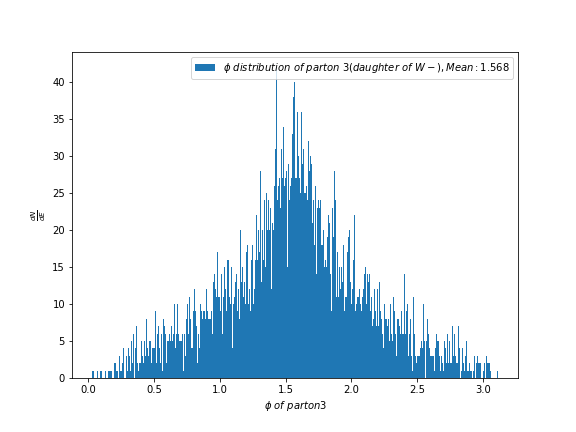 ϕ distribution of parton 3(daughter of W−), Mean : 1.568
40
35
30
25
20
15
10
5
0
dN
dE
0.0 0.5 1.0 1.5 2.0 2.5 3.0
ϕ of parton3